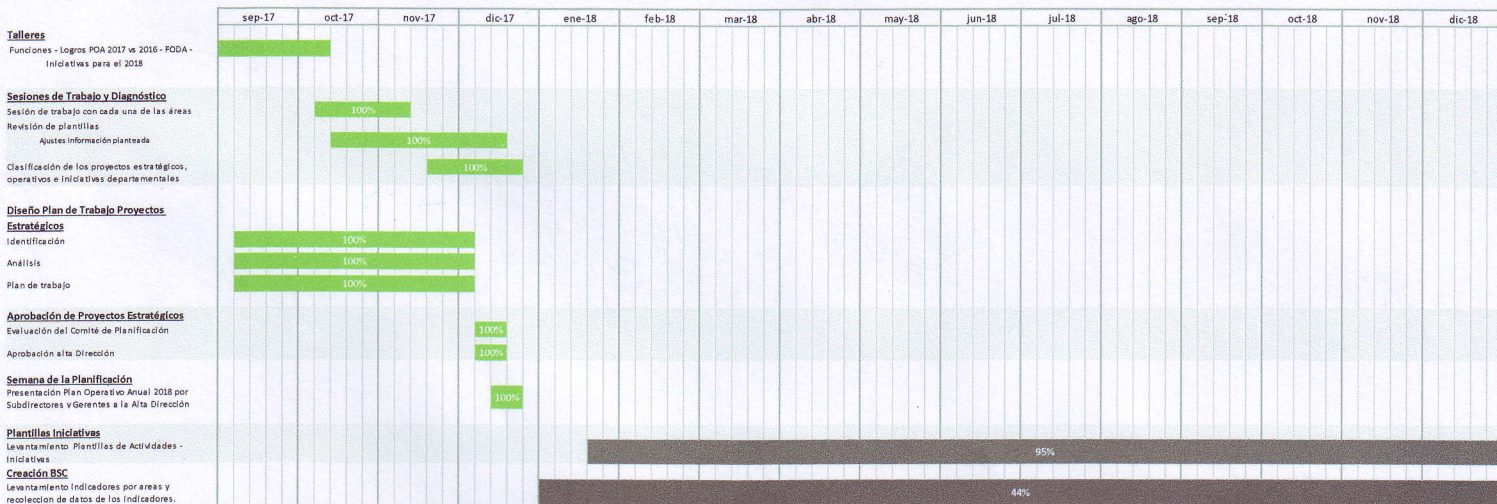 sep-17 oct-17 nov-17 dic-17 ene-18 feb-18 mar-18 abr-18 may-18 jun-18 jul-18 ago-18 sep-18 oct-18 nov-18 dic-18
Talleres
Funciones - Logros POA 2017 vs 2016 - FODA -
Iniciativas para el 2018
Sesiones de Trabajo y Diagnóstico
Sesión de trabajo con cada una de las áreas
100%
Revisión de plantillas
Ajustes Información planteada
100%
Clasificación de los proyectos estratégicos,
operativos e iniciativas departamentales
100%
Diseño Plan de Trabajo Proyectos
Estratégicos
Identificación
100%
Análisis
100%
Plan de trabajo
100%
Aprobación de Proyectos Estratégicos
Evaluación del Comité de Planificación
100%
Aprobación alta Dirección
100%
Semana de la Planificación
Presentación Plan Operativo Anual 2018 por
Subdirectores y Gerentes a la Alta Dirección
100%
Plantillas Iniciativas
Levantamiento Plantillas de Actividades -
Iniciativas
95%
Creación BSC
Levantamiento Indicadores por areas y
recoleccion de datos de los Indicadores.
44%